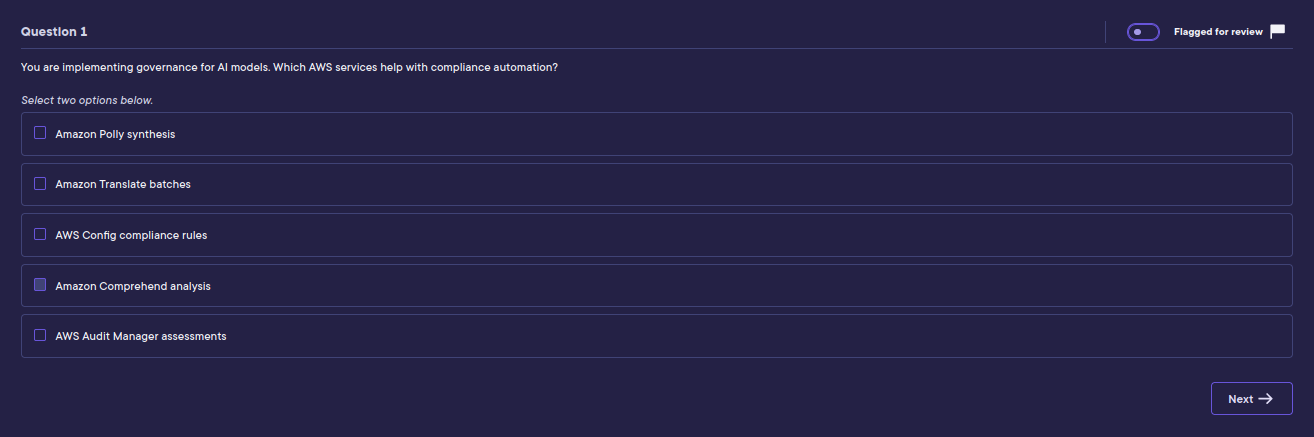 Question 1
Flagged for review
You are implementing governance for AI models. Which AWS services help with compliance automation?
Select two options below.
Amazon Polly synthesis
Amazon Translate batches
AWS Config compliance rules
Amazon Comprehend analysis
AWS Audit Manager assessments
Next